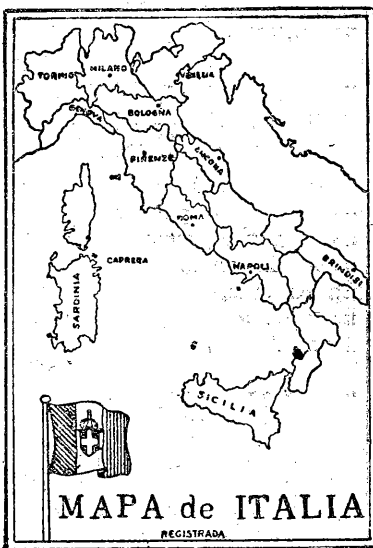 TORINO
MILANO
VENEZIA
GENOVA
BOLOGNA
FIRENZE
ANCONA
ROMA
CAPRERA
NAPOLI
BRINDISI
SARDINIA
SICILIA
MAPA de ITALIA
REGISTRADA